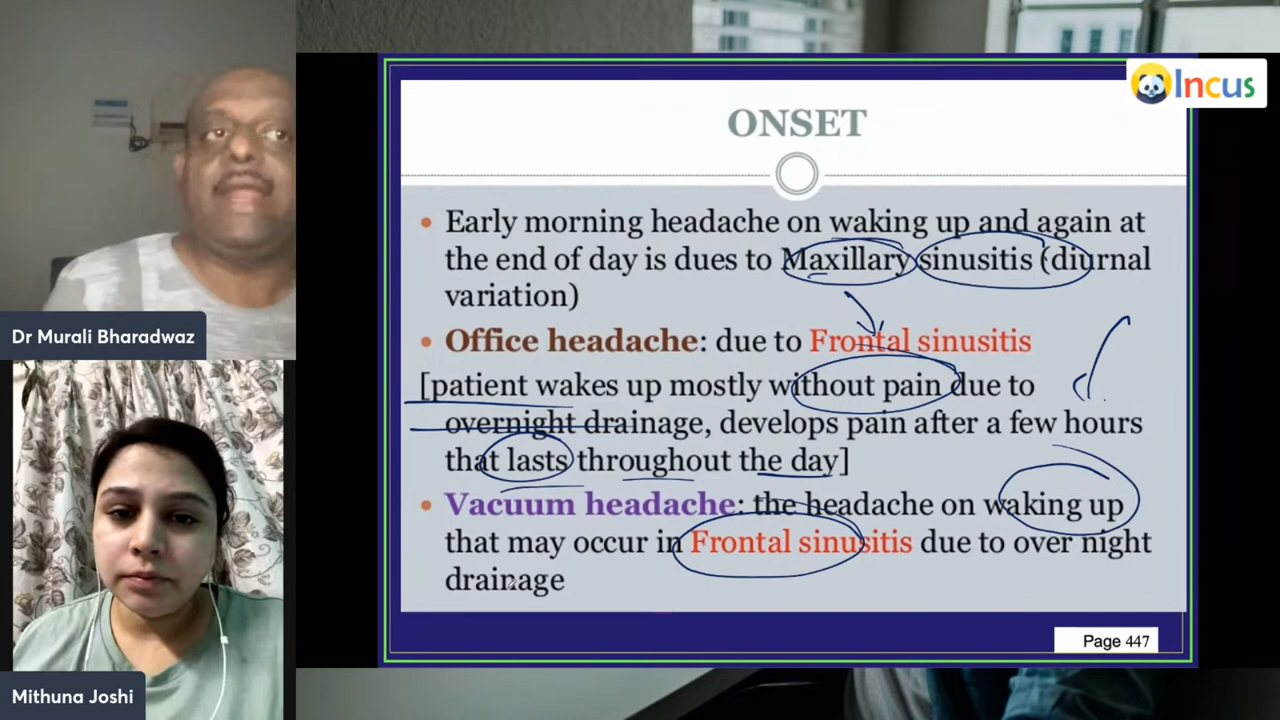 Incus
ONSET
• Early morning headache on waking up and again at
the end of day is dues to Maxillary sinusitis (diurnal
variation)
• Office headache: due to Frontal sinusitis
[patient wakes up mostly without pain due to
overnight drainage, develops pain after a few hours
that lasts throughout the day]
• Vacuum headache: the headache on waking up
that may occur in Frontal sinusitis due to over night
drainage
Page 447
Dr Murali Bharadwaz
Mithuna Joshi